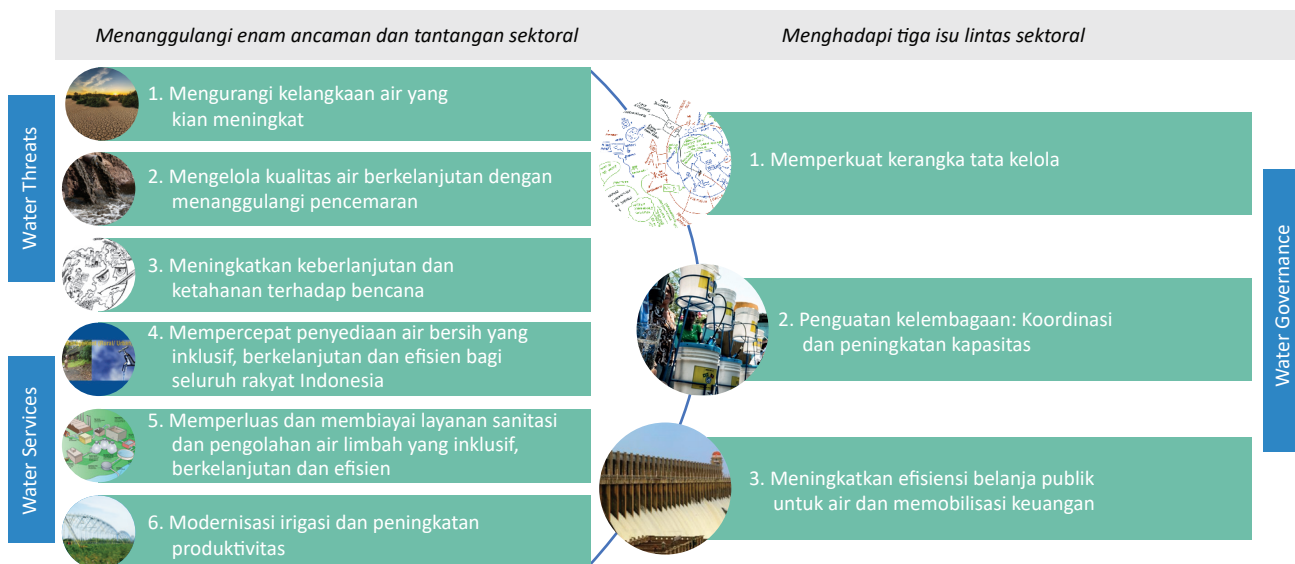 Menanggulangi enam ancaman dan tantangan sektoral
Menghadapi tiga isu lintas sektoral
Water Threats
1. Mengurangi kelangkaan air yang
kian meningkat
2. Mengelola kualitas air berkelanjutan dengan
menanggulangi pencemaran
3. Meningkatkan keberlanjutan dan
ketahanan terhadap bencana
Water Services
4. Mempercepat penyediaan air bersih yang
inklusif, berkelanjutan dan efisien bagi
seluruh rakyat Indonesia
5. Memperluas dan membiayai layanan sanitasi
dan pengolahan air limbah yang inklusif,
berkelanjutan dan efisien
6. Modernisasi irigasi dan peningkatan
produktivitas
1. Memperkuat kerangka tata kelola
2. Penguatan kelembagaan: Koordinasi
dan peningkatan kapasitas
3. Meningkatkan efisiensi belanja publik
untuk air dan memobilisasi keuangan
Water Governance